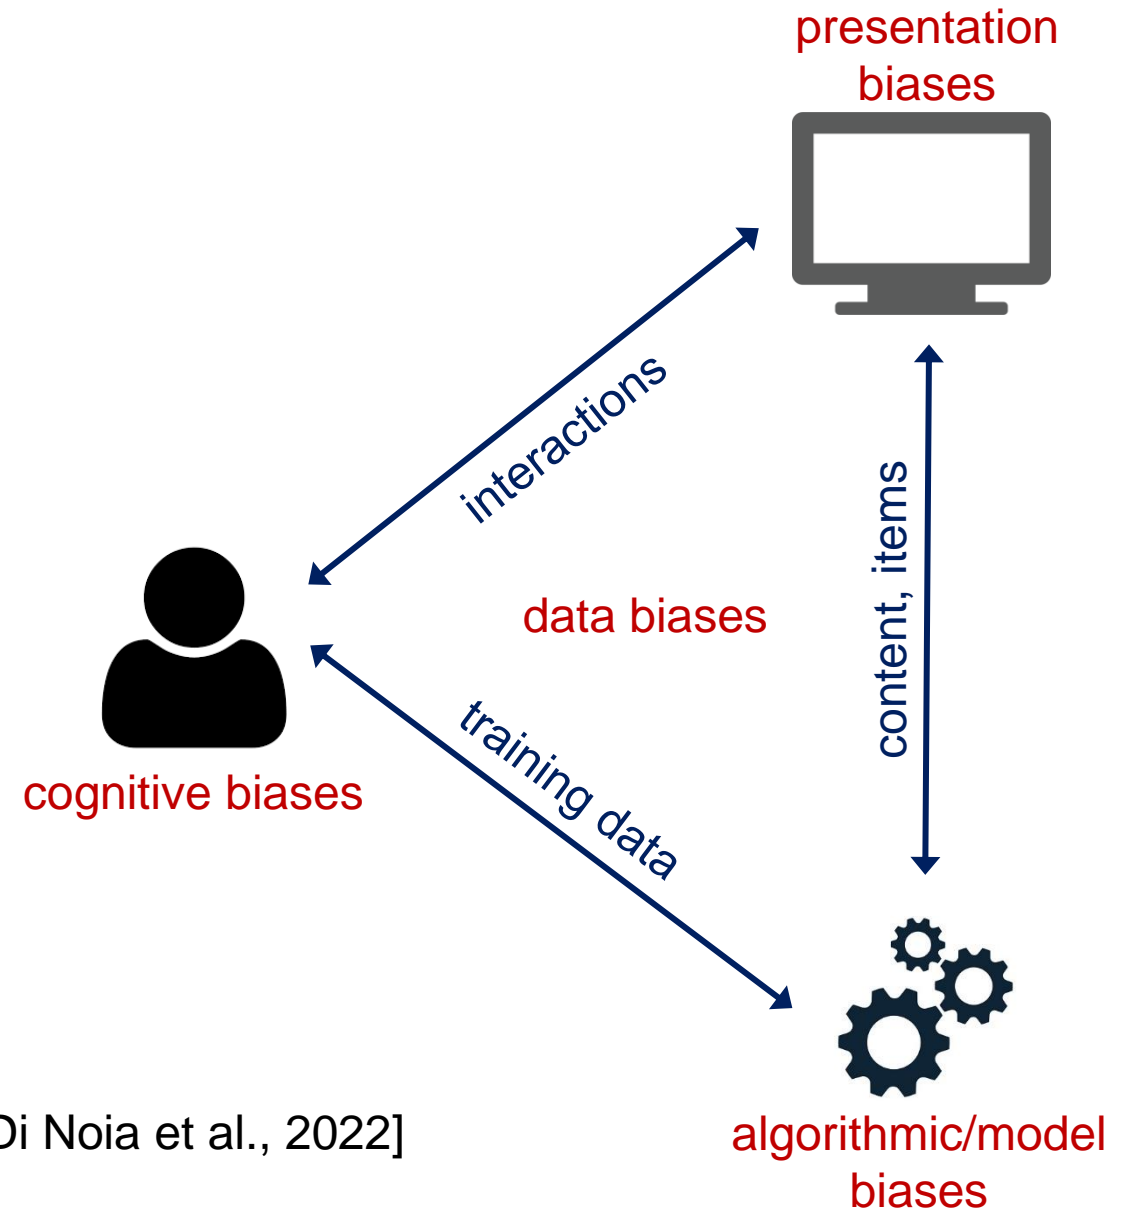 presentation
biases
interactions
content, items
data biases
training data
cognitive biases
Di Noia et al., 2022]
algorithmic/model
biases